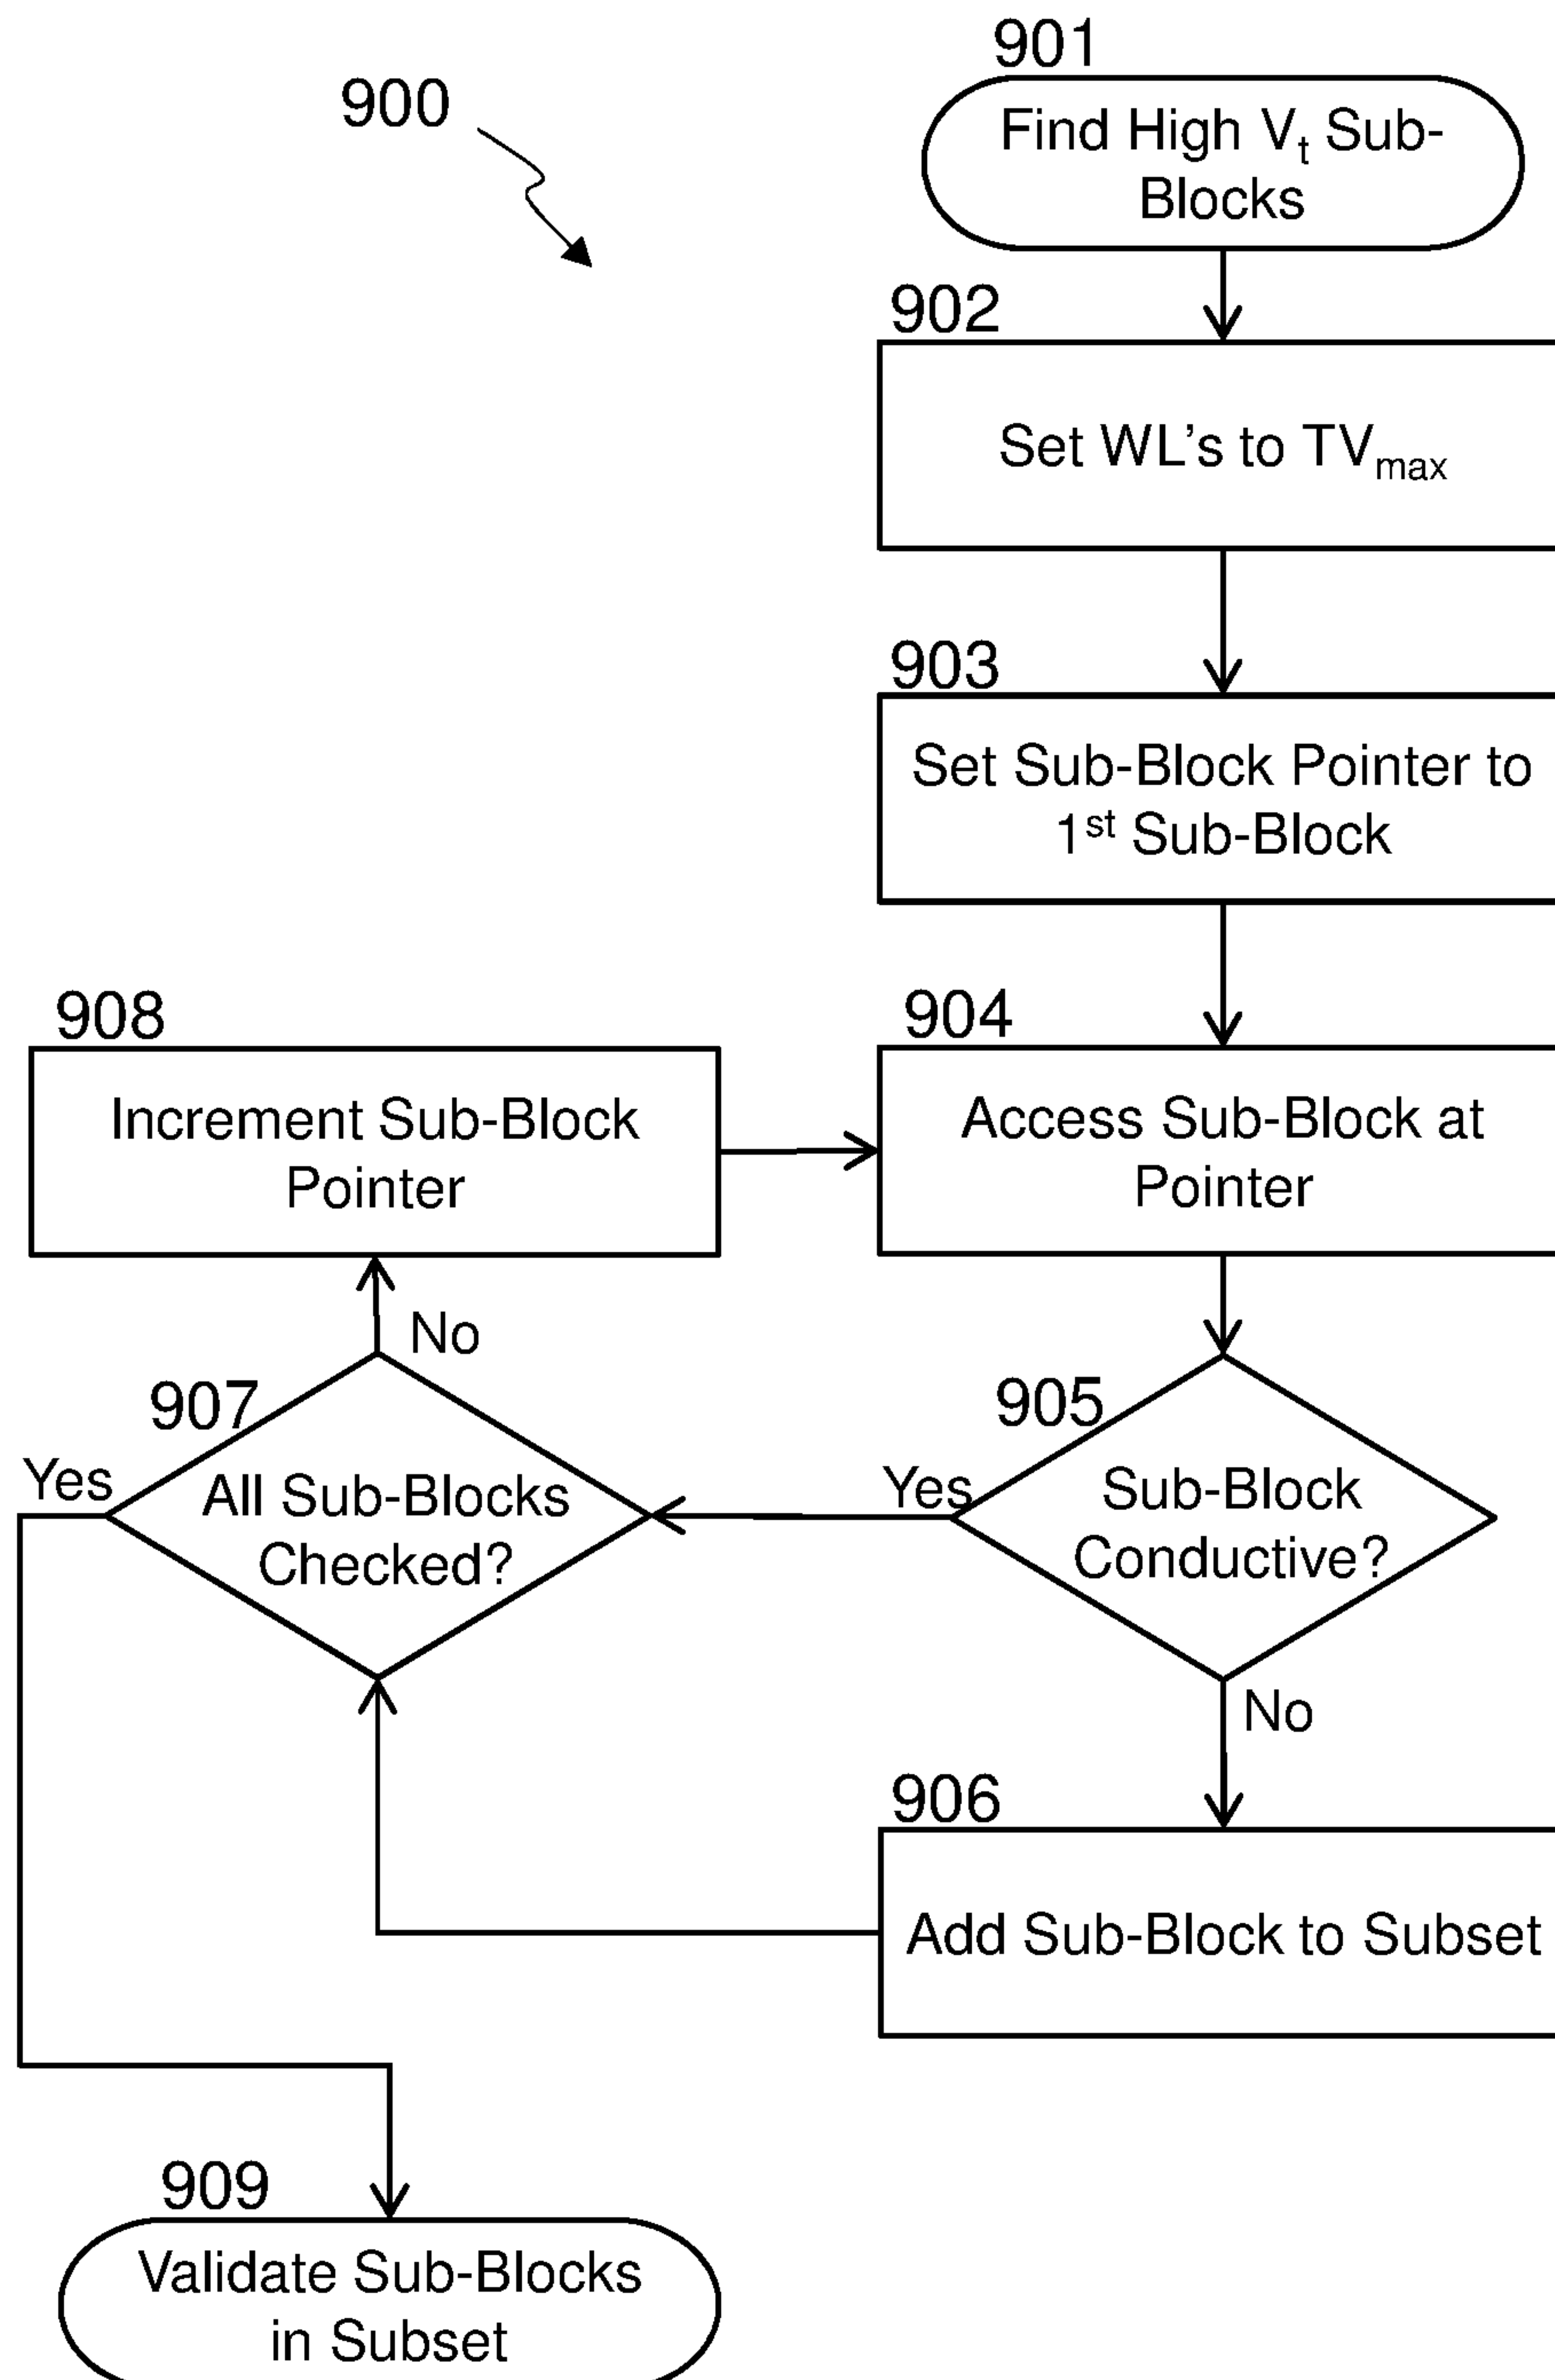 901
900
Find High Vt Sub-
Blocks
902
Set WL's to TVmax
903
Set Sub-Block Pointer to
1st Sub-Block
908
904
Increment Sub-Block
Pointer
Access Sub-Block at
Pointer
No
907
905
Yes
All Sub-Blocks
Checked?
Yes
Sub-Block
Conductive?
No
906
Add Sub-Block to Subset
909
Validate Sub-Blocks
in Subset